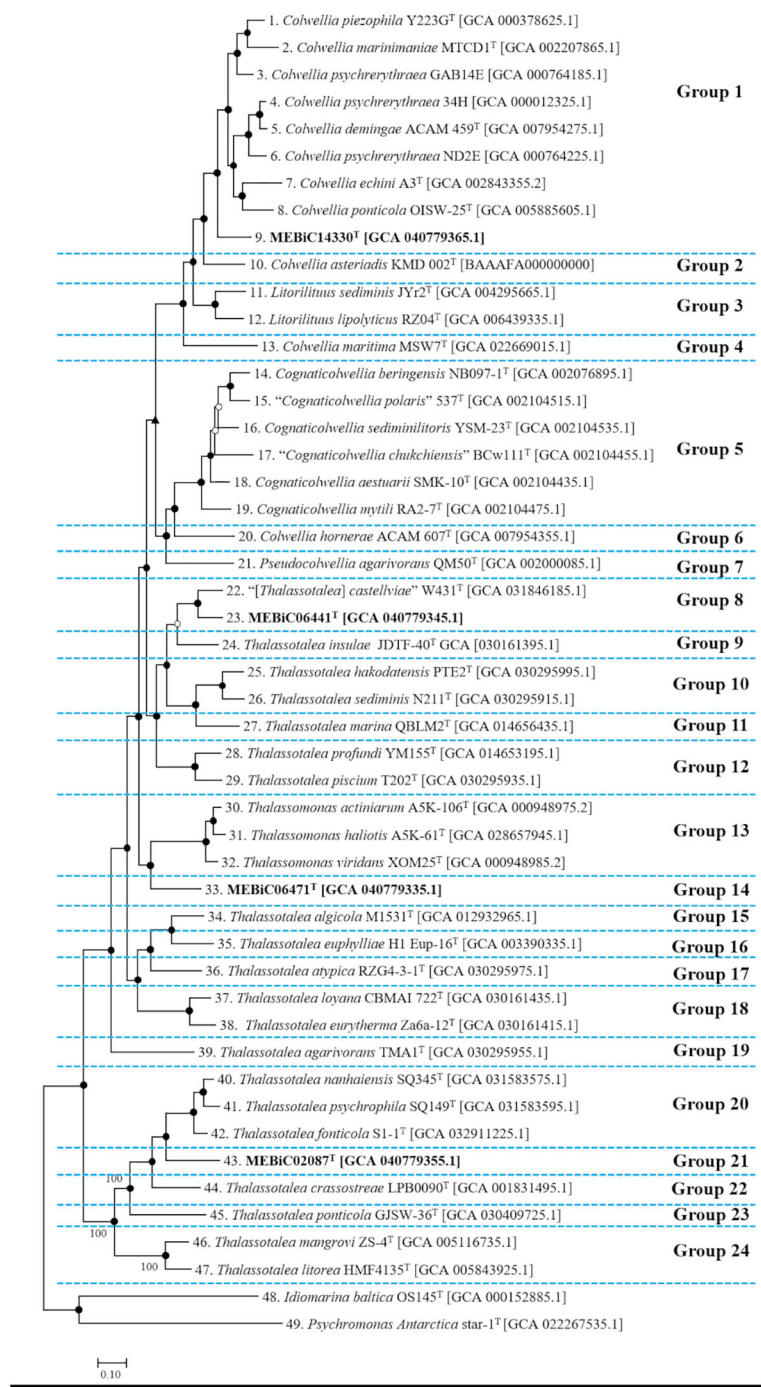 1. Colwellia piezophila Y223Gᵀ [GCA 000378625.1]
2. Colwellia marinimaniae MTCD1ᵀ [GCA 002207865.1]
3. Colwellia psychrerythraea GAB14E [GCA 000764185.1]
Group 1
4. Colwellia psychrerythraea 34H [GCA 000012325.1]
5. Colwellia demingae ACAM 459ᵀ [GCA 007954275.1]
6. Colwellia psychrerythraea ND2E [GCA 000764225.1]
7. Colwellia echini A3ᵀ [GCA 002843355.2]
8. Colwellia ponticola OISW-25ᵀ [GCA 005885605.1]
9. MEBiC14330ᵀ [GCA 040779365.1]
10. Colwellia asteriadis KMD 002ᵀ [BAAAFA000000000] Group 2
11. Litorilituus sediminis JYr2ᵀ [GCA 004295665.1]
Group 3
12. Litorilituus lipolyticus RZ04ᵀ [GCA 006439335.1]
13. Colwellia maritima MSW7ᵀ [GCA 022669015.1] Group 4
14. Cognaticolwellia beringensis NB097-1ᵀ [GCA 002076895.1]
15. “Cognaticolwellia polaris” 537ᵀ [GCA 002104515.1]
16. Cognaticolwellia sediminilitoris YSM-23ᵀ [GCA 002104535.1]
17. “Cognaticolwellia chukchiensis” BCw111ᵀ [GCA 002104455.1] Group 5
18. Cognaticolwellia aestuarii SMK-10ᵀ [GCA 002104435.1]
19. Cognaticolwellia mytili RA2-7ᵀ [GCA 002104475.1]
20. Colwellia hornerae ACAM 607ᵀ [GCA 007954355.1] Group 6
21. Pseudocolwellia agarivorans QM50ᵀ [GCA 002000085.1] Group 7
22. “[Thalassotalea] castellviae” W431ᵀ [GCA 031846185.1]
Group 8
23. MEBiC06441ᵀ [GCA 040779345.1]
24. Thalassotalea insulae JDTF-40ᵀ GCA [030161395.1] Group 9
25. Thalassotalea hakodatensis PTE2ᵀ [GCA 030295995.1]
Group 10
26. Thalassotalea sediminis N211ᵀ [GCA 030295915.1]
27. Thalassotalea marina QBLM2ᵀ [GCA 014656435.1] Group 11
28. Thalassotalea profundi YM155ᵀ [GCA 014653195.1]
Group 12
29. Thalassotalea piscium T202ᵀ [GCA 030295935.1]
30. Thalassomonas actiniarum A5K-106ᵀ [GCA 000948975.2]
31. Thalassomonas haliotis A5K-61ᵀ [GCA 028657945.1] Group 13
32. Thalassomonas viridans XOM25ᵀ [GCA 000948985.2]
33. MEBiC06471ᵀ [GCA 040779335.1] Group 14
34. Thalassotalea algicola M1531ᵀ [GCA 012932965.1] Group 15
35. Thalassotalea euphylliae H1 Eup-16ᵀ [GCA 003390335.1] Group 16
36. Thalassotalea atypica RZG4-3-1ᵀ [GCA 030295975.1] Group 17
37. Thalassotalea loyana CBMAI 722ᵀ [GCA 030161435.1]
Group 18
38. Thalassotalea eurytherma Za6a-12ᵀ [GCA 030161415.1]
39. Thalassotalea agarivorans TMA1ᵀ [GCA 030295955.1] Group 19
40. Thalassotalea nanhaiensis SQ345ᵀ [GCA 031583575.1]
41. Thalassotalea psychrophila SQ149ᵀ [GCA 031583595.1] Group 20
42. Thalassotalea fonticola S1-1ᵀ [GCA 032911225.1]
43. MEBiC02087ᵀ [GCA 040779355.1] Group 21
100
44. Thalassotalea crassostreae LPB0090ᵀ [GCA 001831495.1] Group 22
45. Thalassotalea ponticola GJSW-36ᵀ [GCA 030409725.1] Group 23
100
46. Thalassotalea mangrovi ZS-4ᵀ [GCA 005116735.1]
Group 24
100
47. Thalassotalea litorea HMF4135ᵀ [GCA 005843925.1]
48. Idiomarina baltica OS145ᵀ [GCA 000152885.1]
49. Psychromonas Antarctica star-1ᵀ [GCA 022267535.1]
0.10